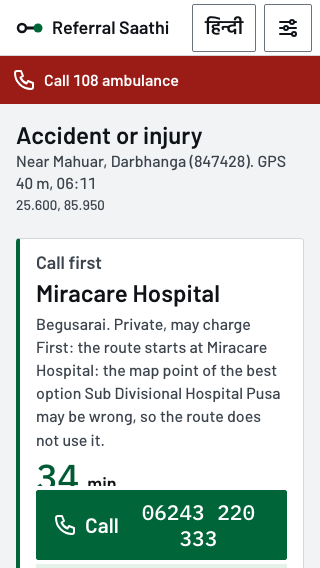 Referral Saathi
हिन्दी
Call 108 ambulance
Accident or injury
Near Mahuar, Darbhanga (847428). GPS
40 m, 06:11
25.600, 85.950
Call first
Miracare Hospital
Begusarai. Private, may charge
First: the route starts at Miracare
Hospital: the map point of the best
option Sub Divisional Hospital Pusa
may be wrong, so the route does
not use it.
34 min
Call 06243 220
333